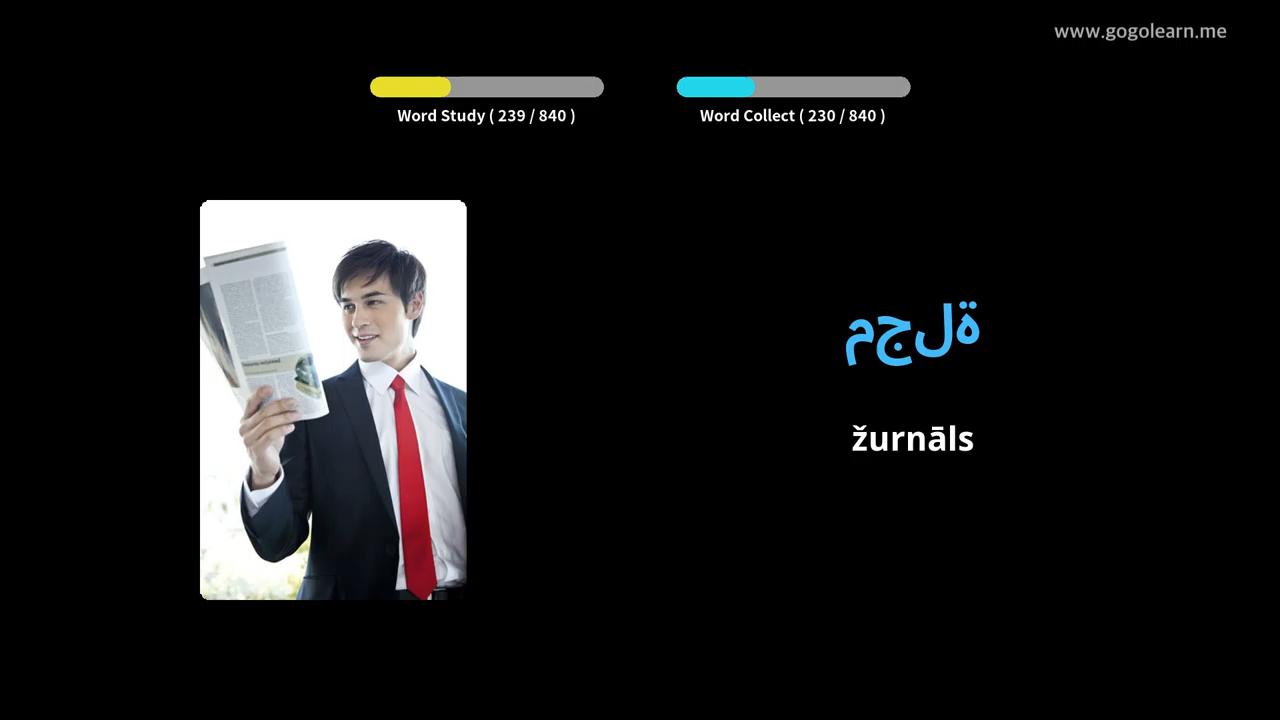 www.gogolearn.me
Word Study ( 239 / 840 )
Word Collect ( 230 / 840 )
مجلة
žurnāls